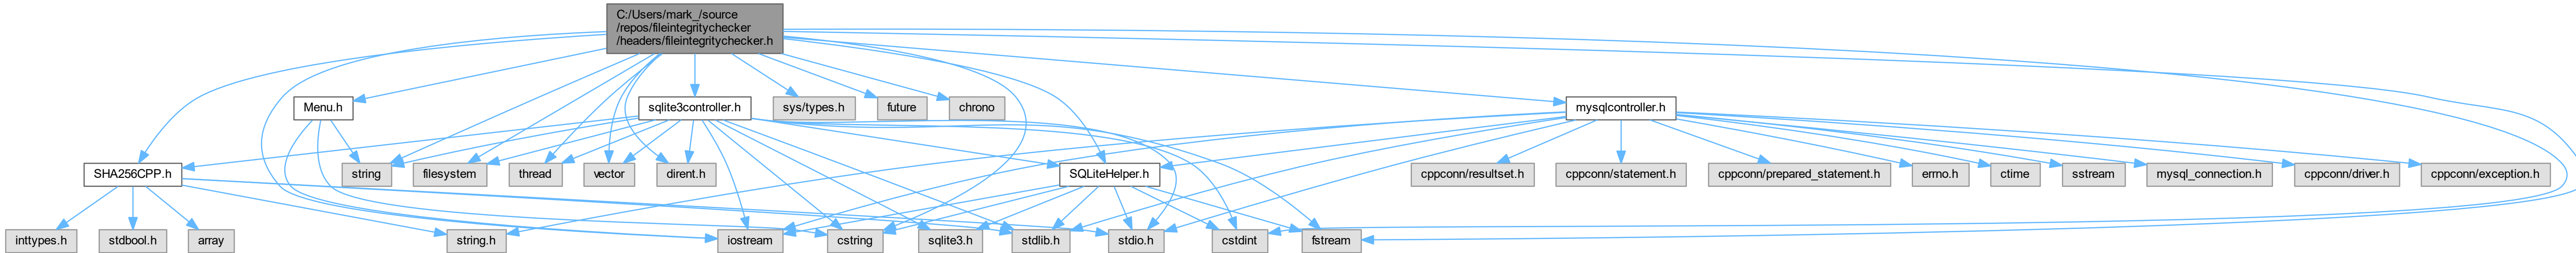 C:/Users/mark_/source
/repos/fileintegritychecker
/headers/fileintegritychecker.h
Menu.h
sqlite3controller.h
sys/types.h
future
chrono
mysqlcontroller.h
SHA256CPP.h
string
filesystem
thread
vector
dirent.h
SQLiteHelper.h
cppconn/resultset.h
cppconn/statement.h
cppconn/prepared_statement.h
errno.h
ctime
sstream
mysql_connection.h
cppconn/driver.h
cppconn/exception.h
inttypes.h
stdbool.h
array
string.h
iostream
cstring
sqlite3.h
stdlib.h
stdio.h
cstdint
fstream